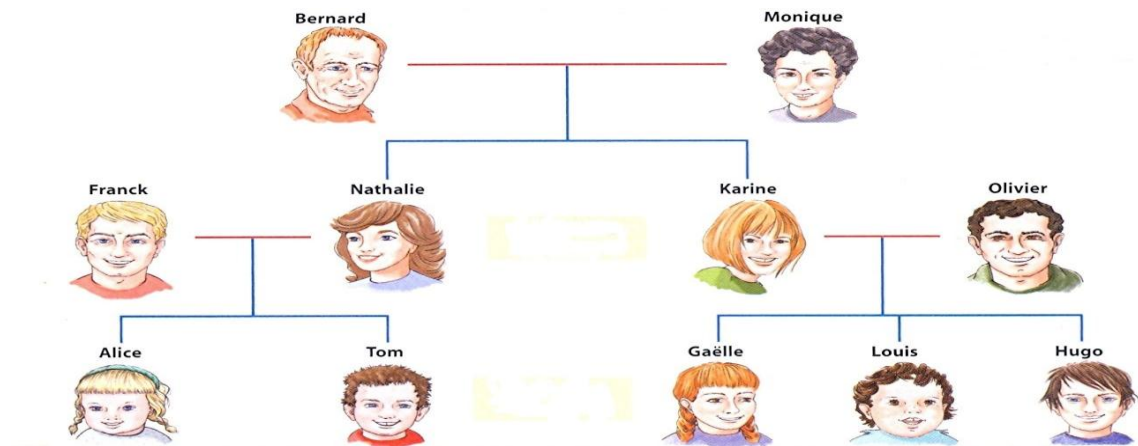 Bernard
Monique
Franck
Nathalie
Karine
Olivier
Alice
Tom
Gaëlle
Louis
Hugo